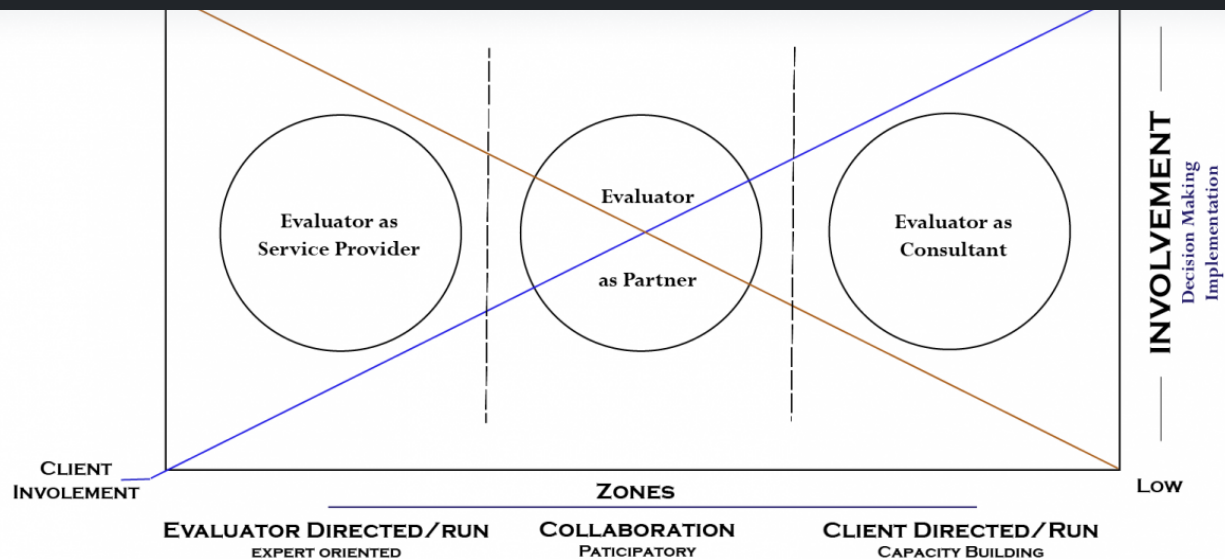 Evaluator as
Service Provider
Evaluator
as Partner
Evaluator as
Consultant
INVOLVEMENT
Decision Making
Implementation
CLIENT
INVOLEMENT
LOW
ZONES
EVALUATOR DIRECTED/RUN
EXPERT ORIENTED
COLLABORATION
PATICIPATORY
CLIENT DIRECTED/RUN
CAPACITY BUILDING